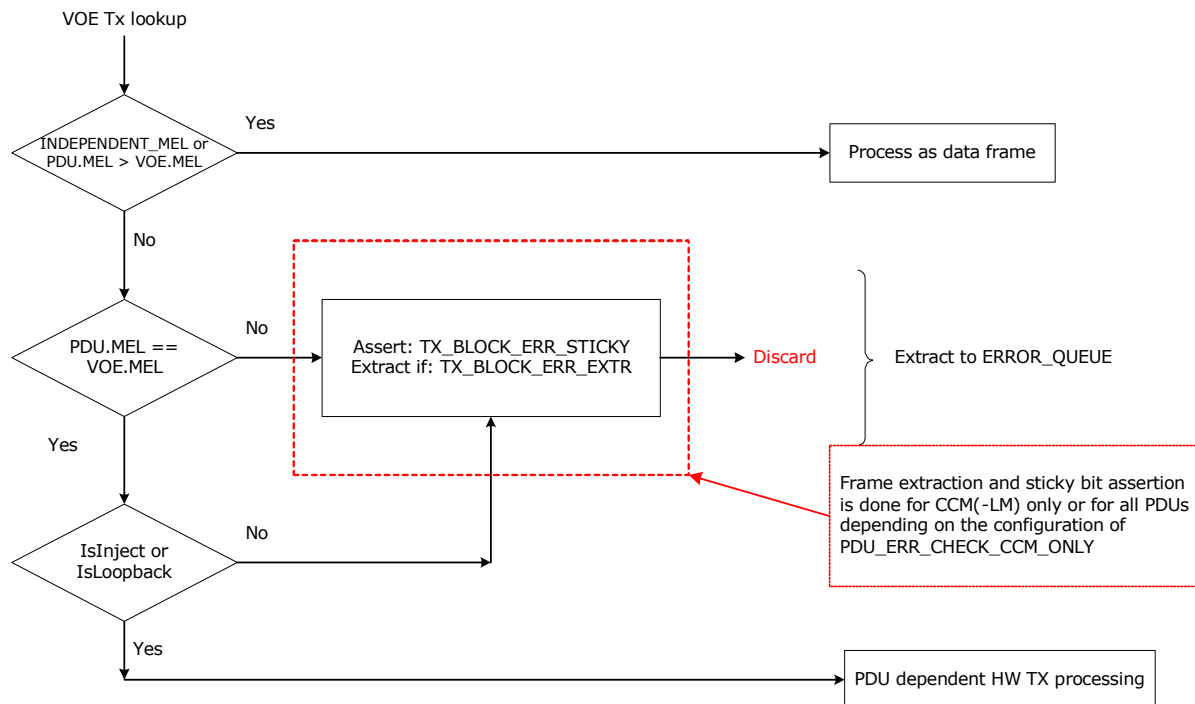 VOE Tx lookup
INDEPENDENT_MEL or
PDU.MEL > VOE.MEL
Yes
Process as data frame
No
PDU.MEL ==
VOE.MEL
No
Assert: TX_BLOCK_ERR_STICKY
Extract if: TX_BLOCK_ERR_EXTR
Discard
Extract to ERROR_QUEUE
Yes
Frame extraction and sticky bit assertion
is done for CCM(-LM) only or for all PDUs
depending on the configuration of
PDU_ERR_CHECK_CCM_ONLY
IsInject or
IsLoopback
No
Yes
PDU dependent HW TX processing